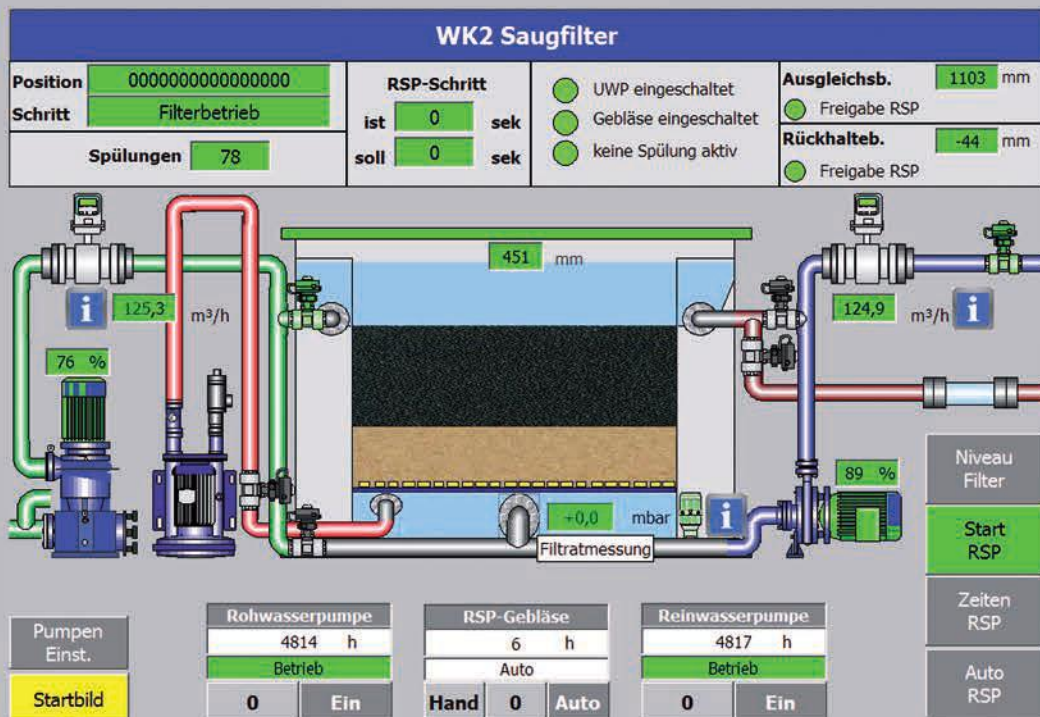 WK2 Saugfilter
Position 0000000000000000
Schritt Filterbetrieb
Spülungen 78
RSP-Schritt
ist 0 sek
soll 0 sek
UWP eingeschaltet
Gebläse eingeschaltet
keine Spülung aktiv
Ausgleichsb. 1103 mm
Freigabe RSP
Rückhalteb. -44 mm
Freigabe RSP
451 mm
i 125,3 m³/h
124,9 m³/h i
76 %
89 %
+0,0 mbar i
Filtratmessung
Niveau
Filter
Start
RSP
Zeiten
RSP
Auto
RSP
Pumpen
Einst.
Startbild
Rohwasserpumpe
4814 h
Betrieb
0 Ein
RSP-Gebläse
6 h
Auto
Hand 0 Auto
Reinwasserpumpe
4817 h
Betrieb
0 Ein